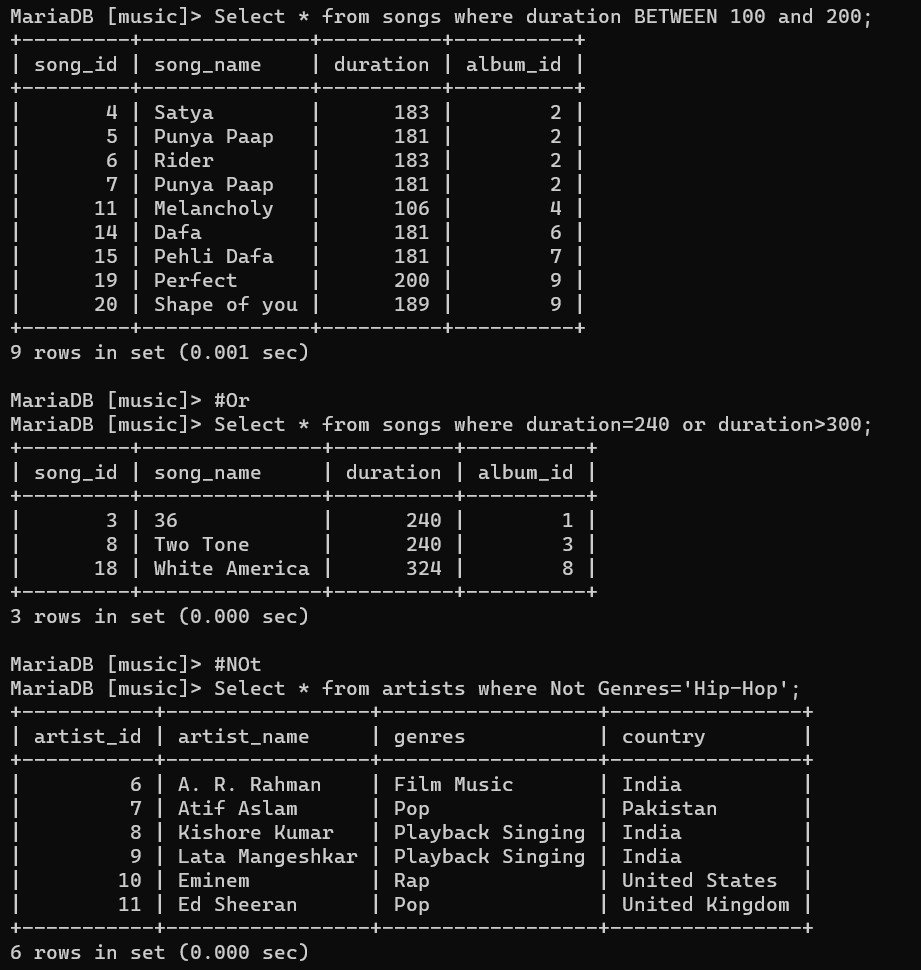 MariaDB [music]> Select * from songs where duration BETWEEN 100 and 200;
+---------+--------------+----------+----------+
| song_id | song_name    | duration | album_id |
+---------+--------------+----------+----------+
|       4 | Satya        |      183 |        2 |
|       5 | Punya Paap   |      181 |        2 |
|       6 | Rider        |      183 |        2 |
|       7 | Punya Paap   |      181 |        2 |
|      11 | Melancholy   |      106 |        4 |
|      14 | Dafa         |      181 |        6 |
|      15 | Pehli Dafa   |      181 |        7 |
|      19 | Perfect      |      200 |        9 |
|      20 | Shape of you |      189 |        9 |
+---------+--------------+----------+----------+
9 rows in set (0.001 sec)

MariaDB [music]> #Or
MariaDB [music]> Select * from songs where duration=240 or duration>300;
+---------+---------------+----------+----------+
| song_id | song_name     | duration | album_id |
+---------+---------------+----------+----------+
|       3 | 36            |      240 |        1 |
|       8 | Two Tone      |      240 |        3 |
|      18 | White America |      324 |        8 |
+---------+---------------+----------+----------+
3 rows in set (0.000 sec)

MariaDB [music]> #NOt
MariaDB [music]> Select * from artists where Not Genres='Hip-Hop';
+-----------+-----------------+------------------+----------------+
| artist_id | artist_name     | genres           | country        |
+-----------+-----------------+------------------+----------------+
|         6 | A. R. Rahman    | Film Music       | India          |
|         7 | Atif Aslam      | Pop              | Pakistan       |
|         8 | Kishore Kumar   | Playback Singing | India          |
|         9 | Lata Mangeshkar | Playback Singing | India          |
|        10 | Eminem          | Rap              | United States  |
|        11 | Ed Sheeran      | Pop              | United Kingdom |
+-----------+-----------------+------------------+----------------+
6 rows in set (0.000 sec)